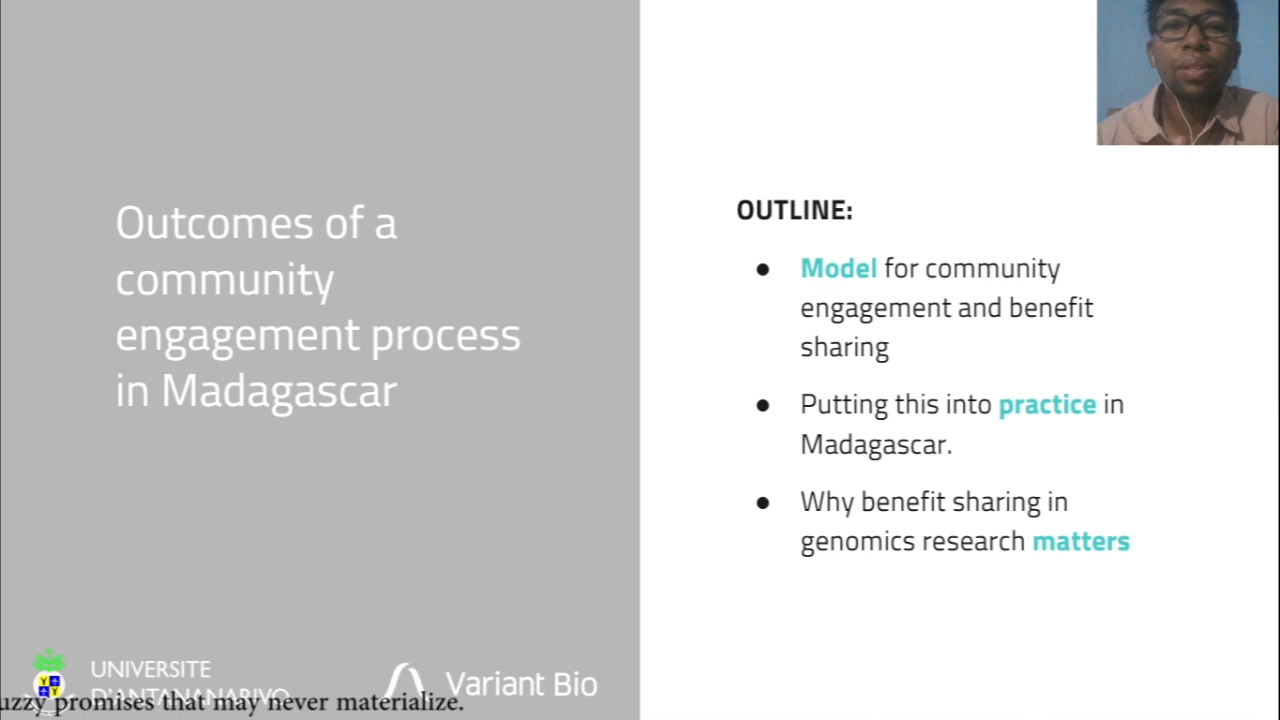 Outcomes of a
community
engagement process
in Madagascar
OUTLINE:
● Model for community
engagement and benefit
sharing
● Putting this into practice in
Madagascar.
● Why benefit sharing in
genomics research matters
UNIVERSITE
D'ANTANANARIVO
Variant Bio
promises that may never materialize.